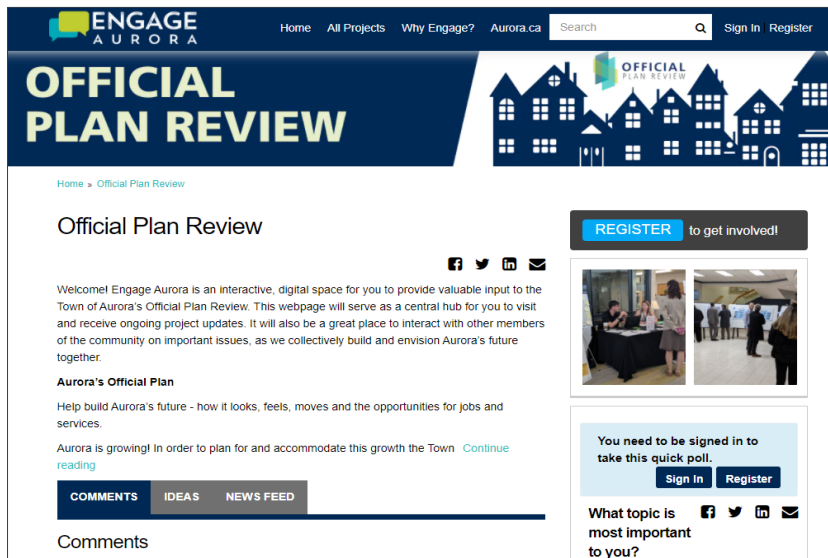 ENGAGE
AURORA
Home All Projects Why Engage? Aurora.ca Search Sign In Register
OFFICIAL
PLAN REVIEW
OFFICIAL
PLAN REVIEW
Home » Official Plan Review
Official Plan Review
Welcome! Engage Aurora is an interactive, digital space for you to provide valuable input to the
Town of Aurora's Official Plan Review. This webpage will serve as a central hub for you to visit
and receive ongoing project updates. It will also be a great place to interact with other members
of the community on important issues, as we collectively build and envision Aurora's future
together.
Aurora's Official Plan
Help build Aurora's future - how it looks, feels, moves and the opportunities for jobs and
services.
Aurora is growing! In order to plan for and accommodate this growth the Town Continue
reading
COMMENTS IDEAS NEWS FEED
Comments
REGISTER to get involved!
You need to be signed in to
take this quick poll.
Sign In Register
What topic is
most important
to you?